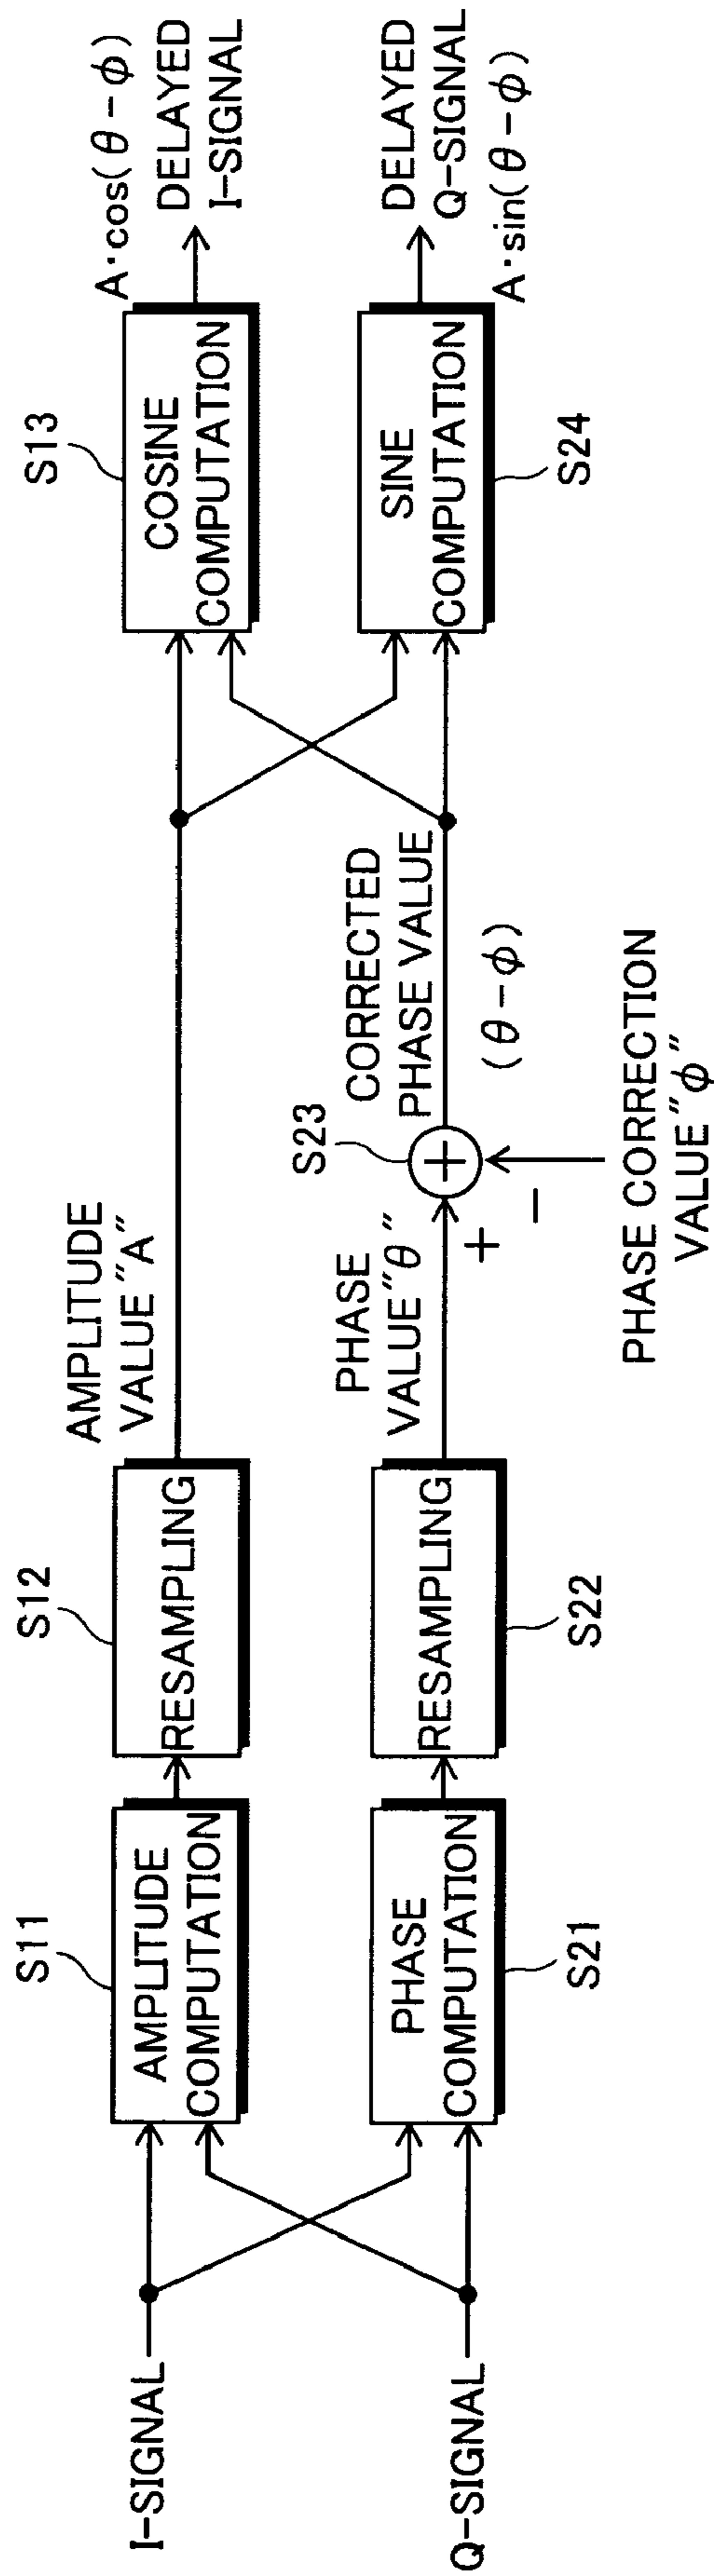 I-SIGNAL
Q-SIGNAL
S11
AMPLITUDE
COMPUTATION
S21
PHASE
COMPUTATION
S12
RESAMPLING
S22
RESAMPLING
AMPLITUDE
VALUE "A"
PHASE
VALUE "θ"
+
−
S23
+
PHASE CORRECTION
VALUE "ϕ"
CORRECTED
PHASE VALUE
(θ-ϕ)
S13
COSINE
COMPUTATION
S24
SINE
COMPUTATION
A·cos(θ-ϕ)
DELAYED
I-SIGNAL
DELAYED
Q-SIGNAL
A·sin(θ-ϕ)